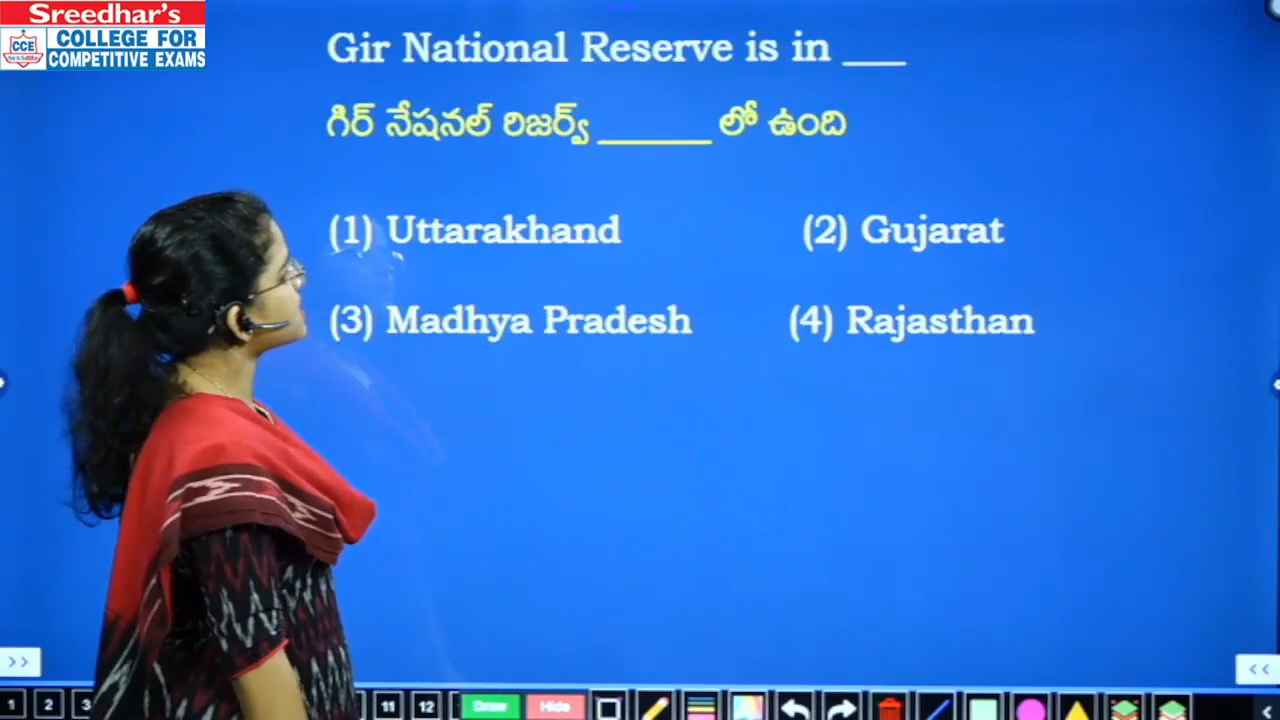 Sreedhar's
CCE
COLLEGE FOR
COMPETITIVE EXAMS
Gir National Reserve is in ___
గిర్ నేషనల్ రిజర్వ్ ______ లో ఉంది
(1) Uttarakhand (2) Gujarat
(3) Madhya Pradesh (4) Rajasthan
>> <<
1 2 3 11 12 Draw Hide <